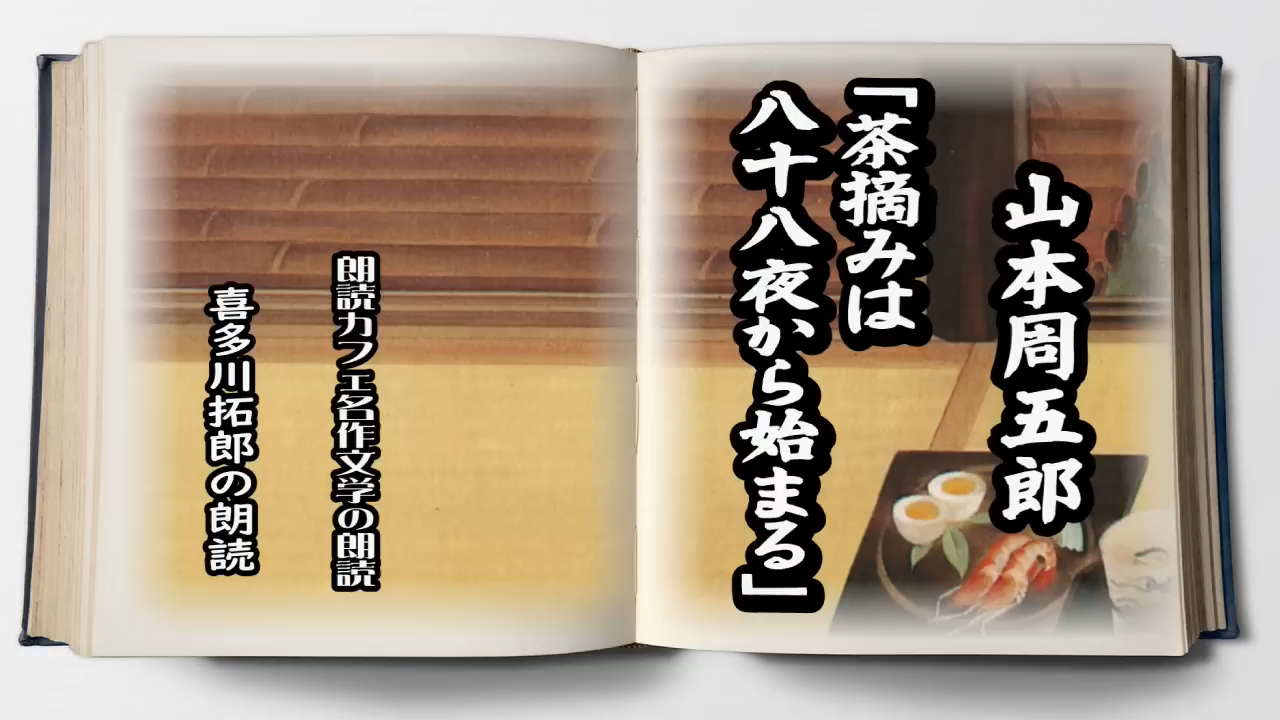 山本周五郎
「茶摘みは
八十八夜から始まる」
朗読カフェ名作文学の朗読
喜多川拓郎の朗読